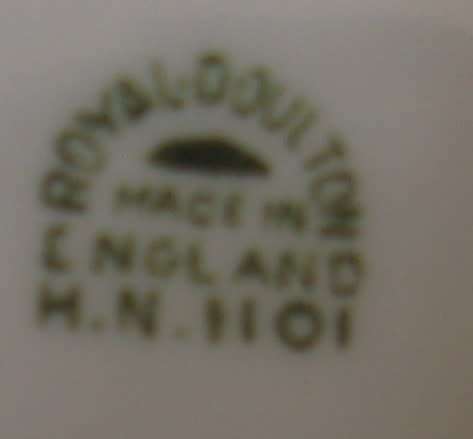 ROYAL-DOULTON
MADE IN
ENGLAND
H.N.1101